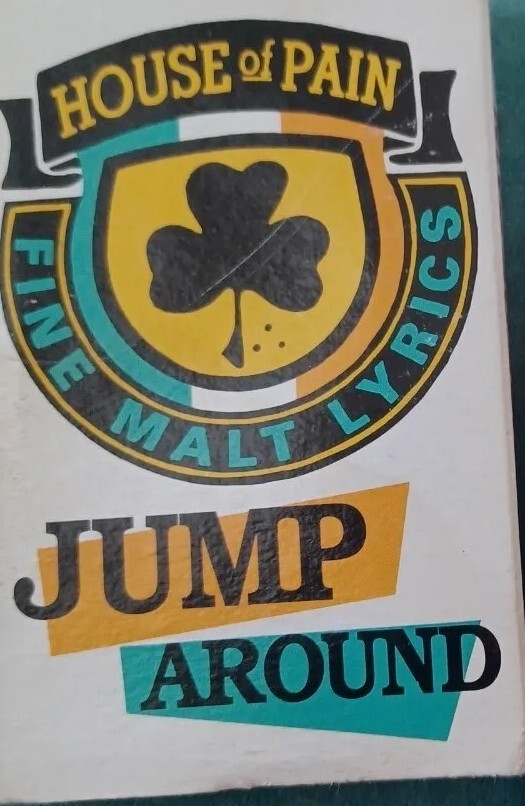 HOUSE of PAIN
FINE MALT LYRICS
JUMP
AROUND